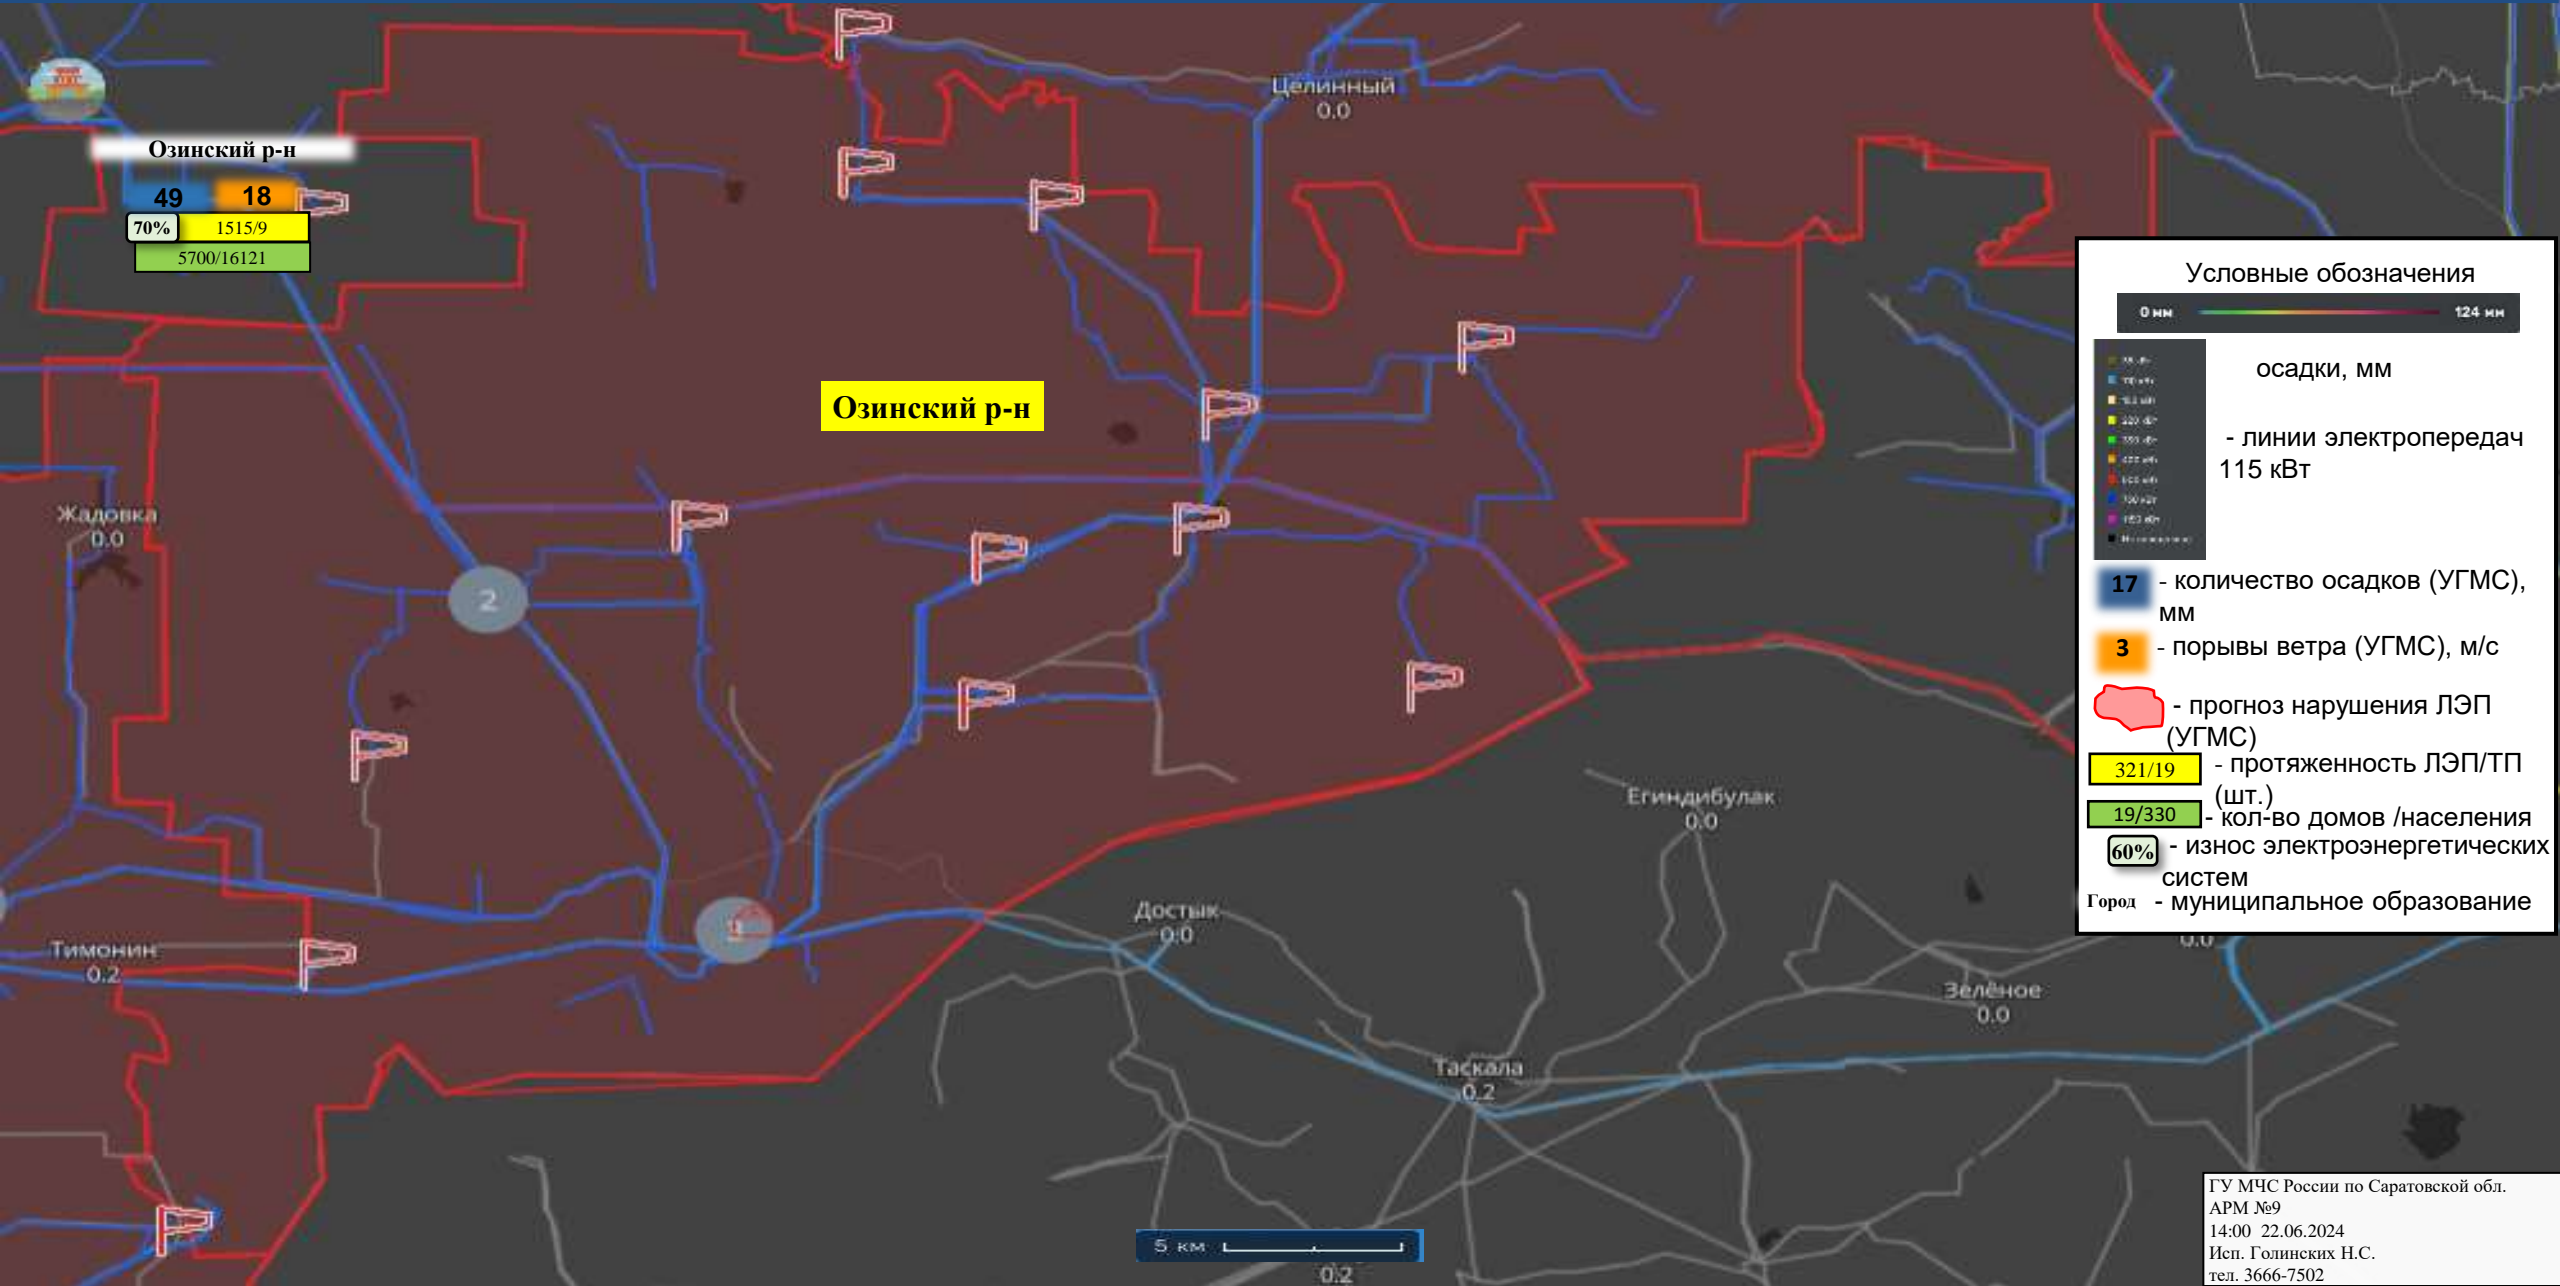 Целинный
0.0
Озинский р-н
49 18
70% 1515/9
5700/16121
Озинский р-н
Жадовка
0.0
2
Тимонин
0.2
Достык
0.0
Егиндибулак
0.0
Таскала
0.2
Зелёное
0.0
0.0
5 км
0.2
Условные обозначения
0 мм 124 мм
осадки, мм
- линии электропередач
115 кВт
17 - количество осадков (УГМС),
мм
3 - порывы ветра (УГМС), м/с
- прогноз нарушения ЛЭП
(УГМС)
321/19 - протяженность ЛЭП/ТП
(шт.)
19/330 - кол-во домов /населения
60% - износ электроэнергетических
систем
Город - муниципальное образование
ГУ МЧС России по Саратовской обл.
АРМ №9
14:00 22.06.2024
Исп. Голинских Н.С.
тел. 3666-7502